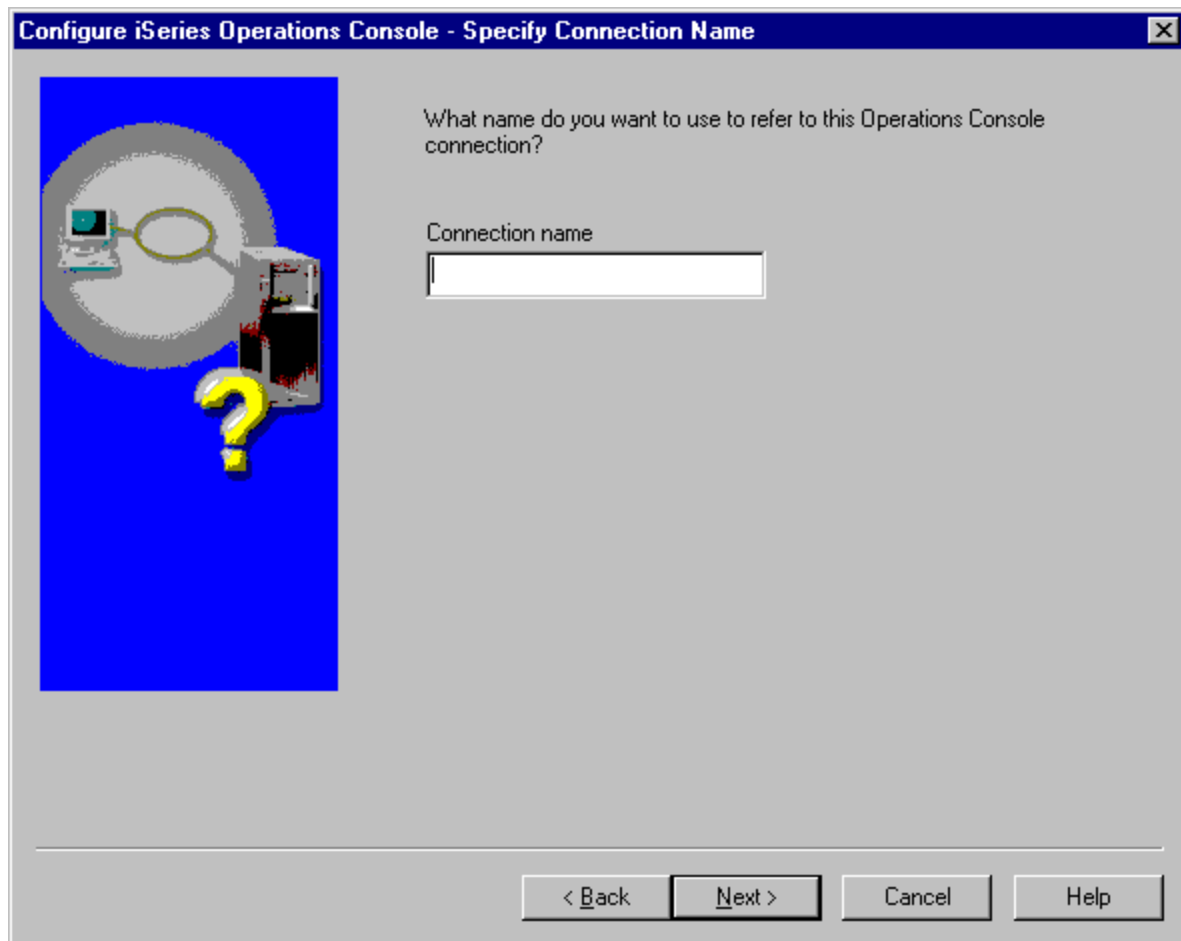 Configure iSeries Operations Console - Specify Connection Name
What name do you want to use to refer to this Operations Console
connection?
Connection name
< Back Next > Cancel Help